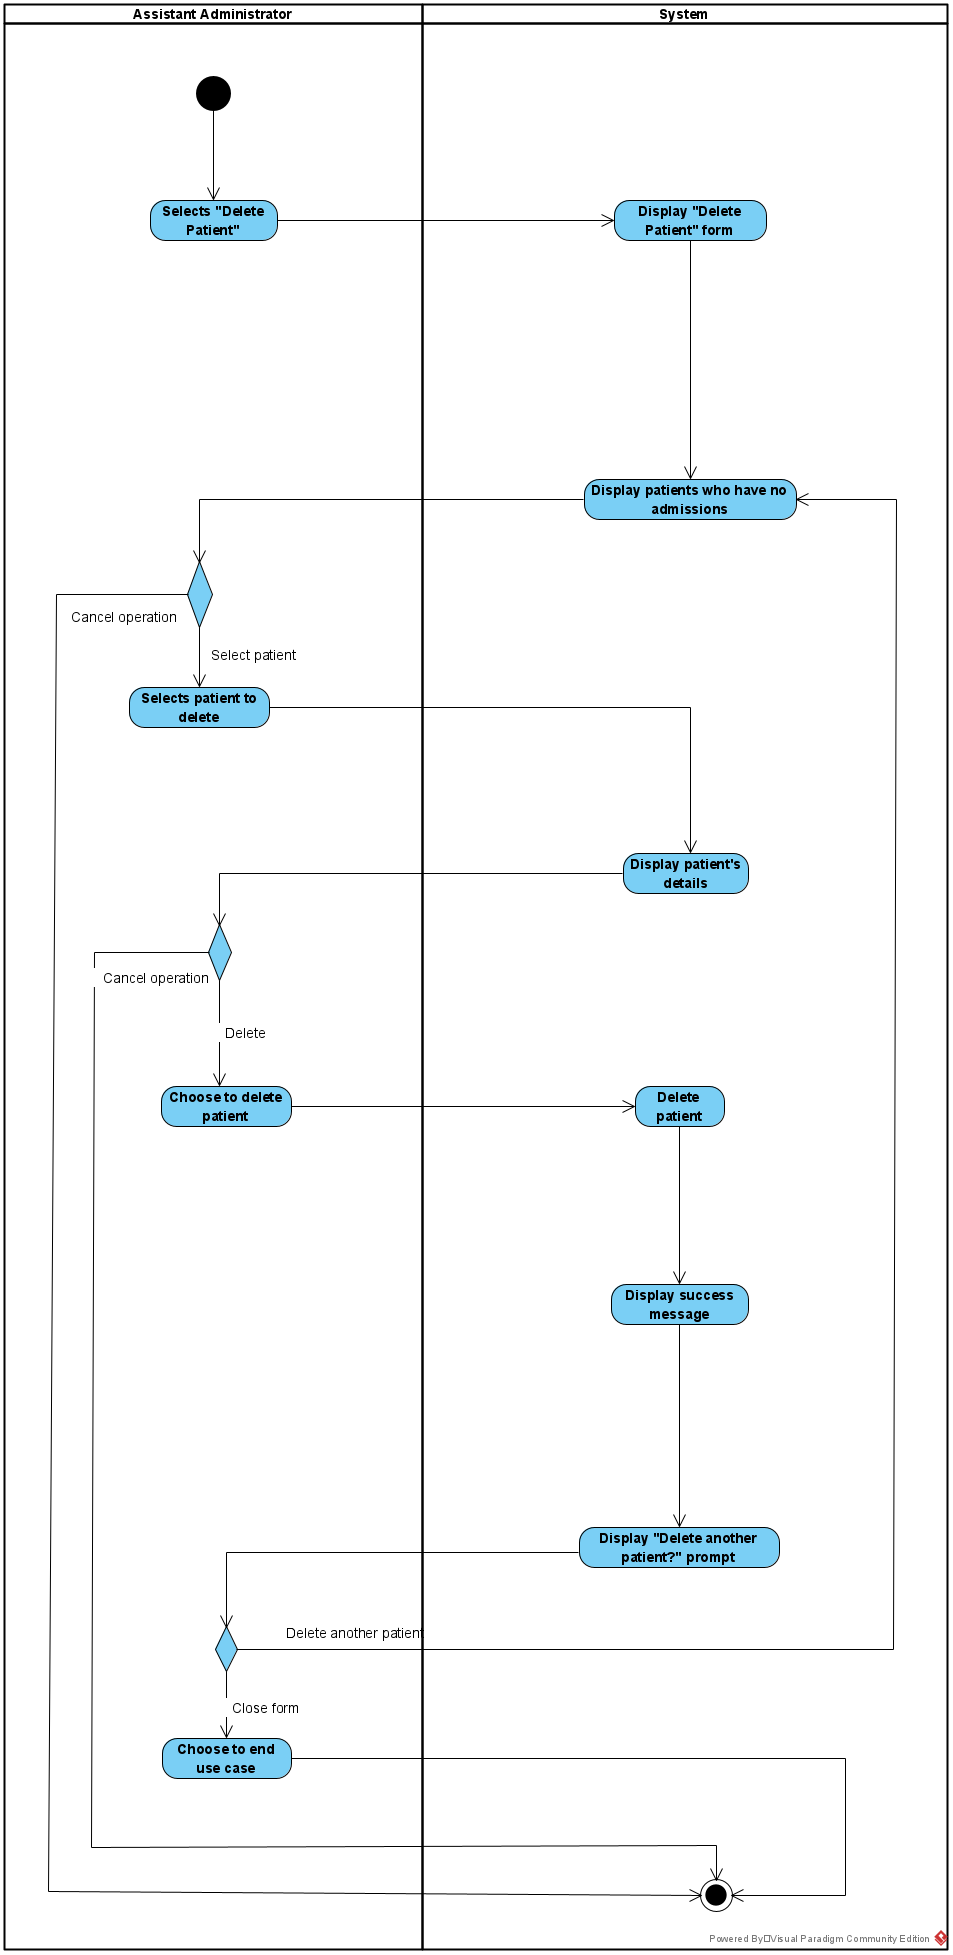 Assistant Administrator
System
Selects "Delete
Patient"
Display "Delete
Patient" form
Display patients who have no
admissions
Cancel operation
Select patient
Selects patient to
delete
Display patient's
details
Cancel operation
Delete
Choose to delete
patient
Delete
patient
Display success
message
Display "Delete another
patient?" prompt
Delete another patient
Close form
Choose to end
use case
Powered By□Visual Paradigm Community Edition